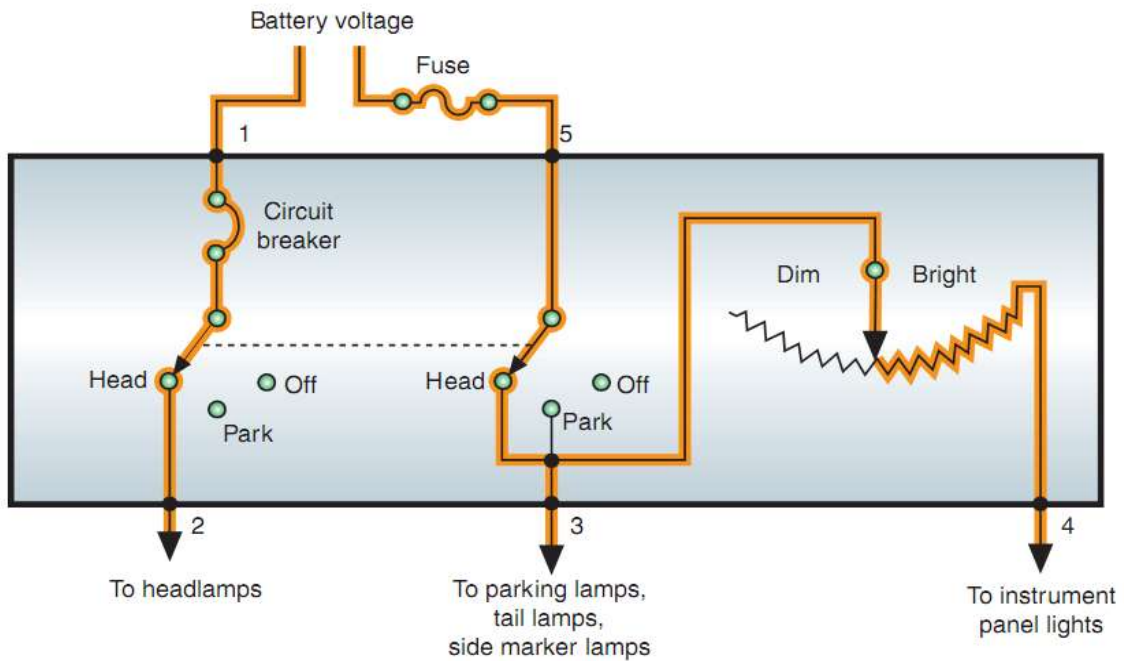 Battery voltage
Fuse
1
5
Circuit
breaker
Dim
Bright
Head
Off
Park
Head
Off
Park
2
3
4
To headlamps
To parking lamps,
tail lamps,
side marker lamps
To instrument
panel lights